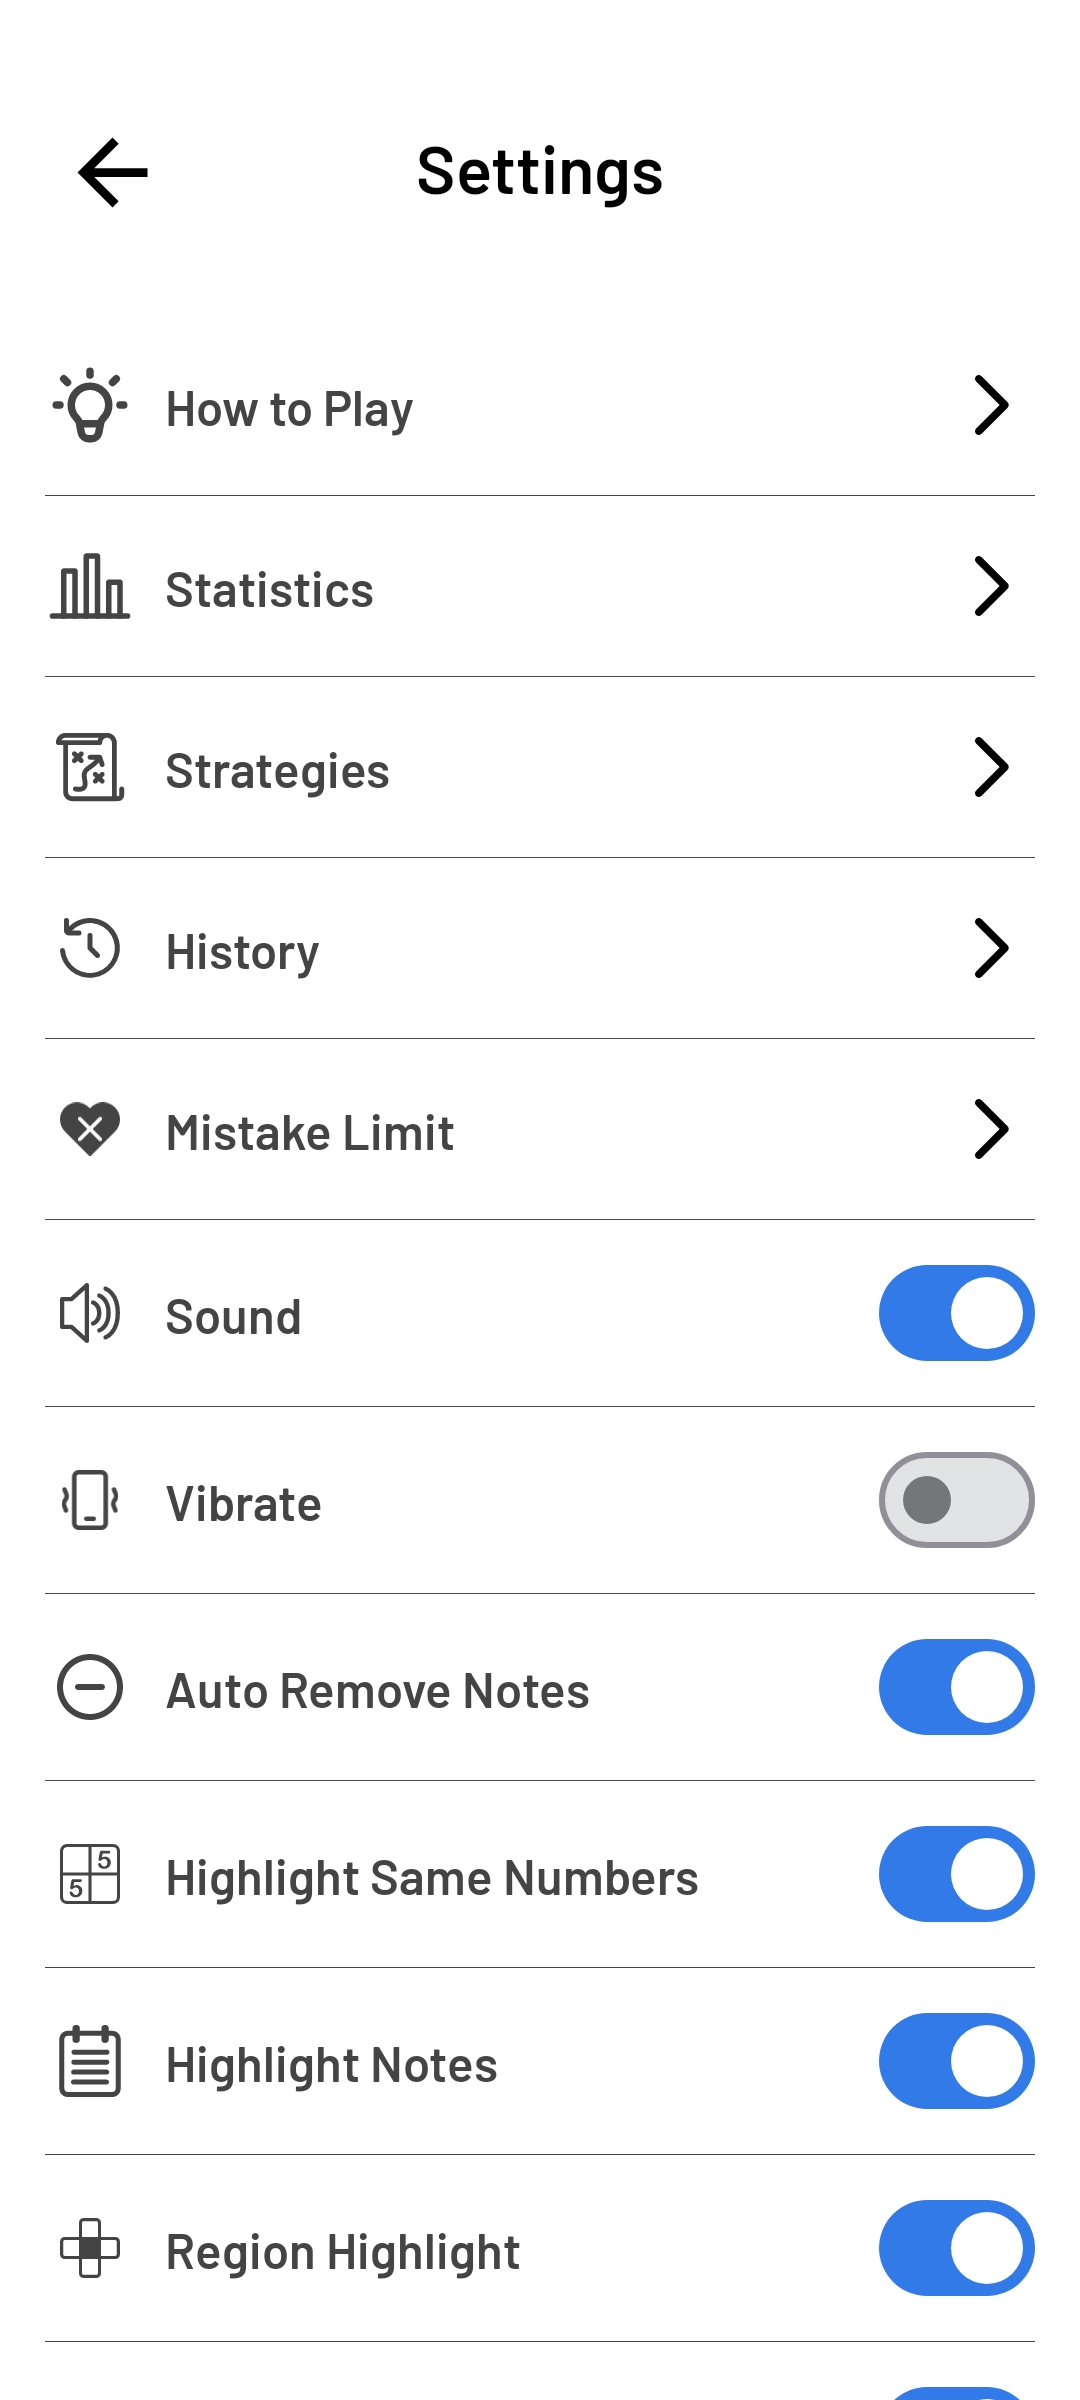 Settings
How to Play
Statistics
Strategies
History
Mistake Limit
Sound
Vibrate
Auto Remove Notes
5
5
Highlight Same Numbers
Highlight Notes
Region Highlight